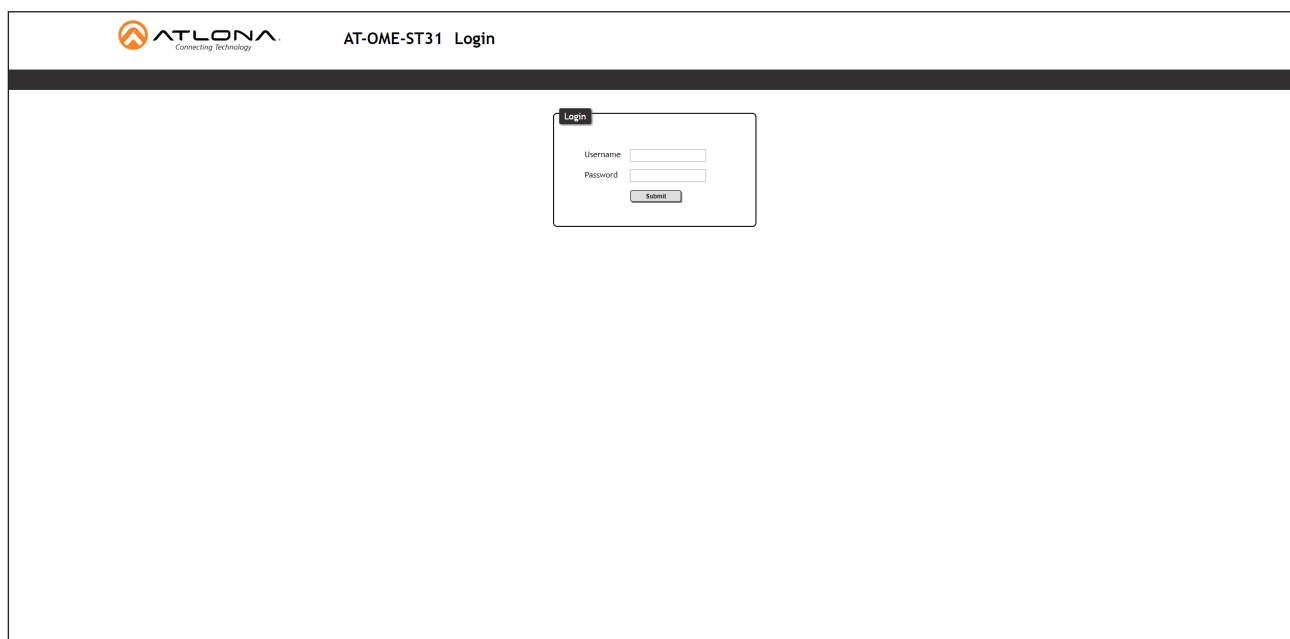 ATLONA.
Connecting Technology
AT-OME-ST31 Login
Login
Username
Password
Submit